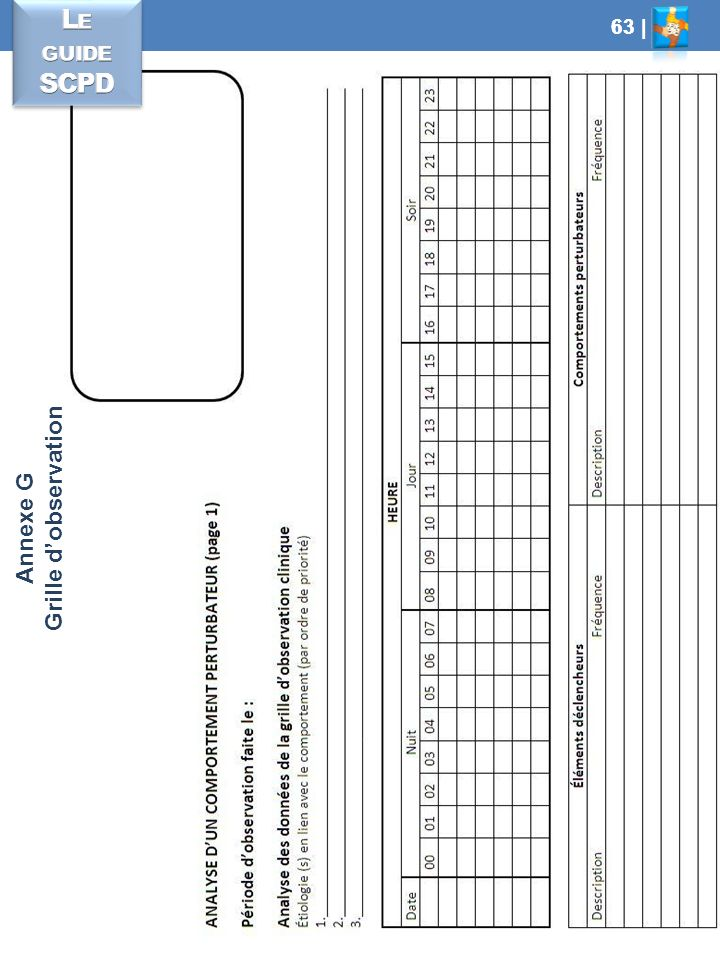 LE
GUIDE
SCPD
63 |
Annexe G
Grille d'observation
ANALYSE D'UN COMPORTEMENT PERTURBATEUR (page 1)
Période d'observation faite le :
Analyse des données de la grille d'observation clinique
Étiologie (s) en lien avec le comportement (par ordre de priorité)
1.
2.
3.
HEURE
Date Nuit Jour Soir
00 01 02 03 04 05 06 07 08 09 10 11 12 13 14 15 16 17 18 19 20 21 22 23
Éléments déclencheurs Comportements perturbateurs
Description Fréquence Description Fréquence